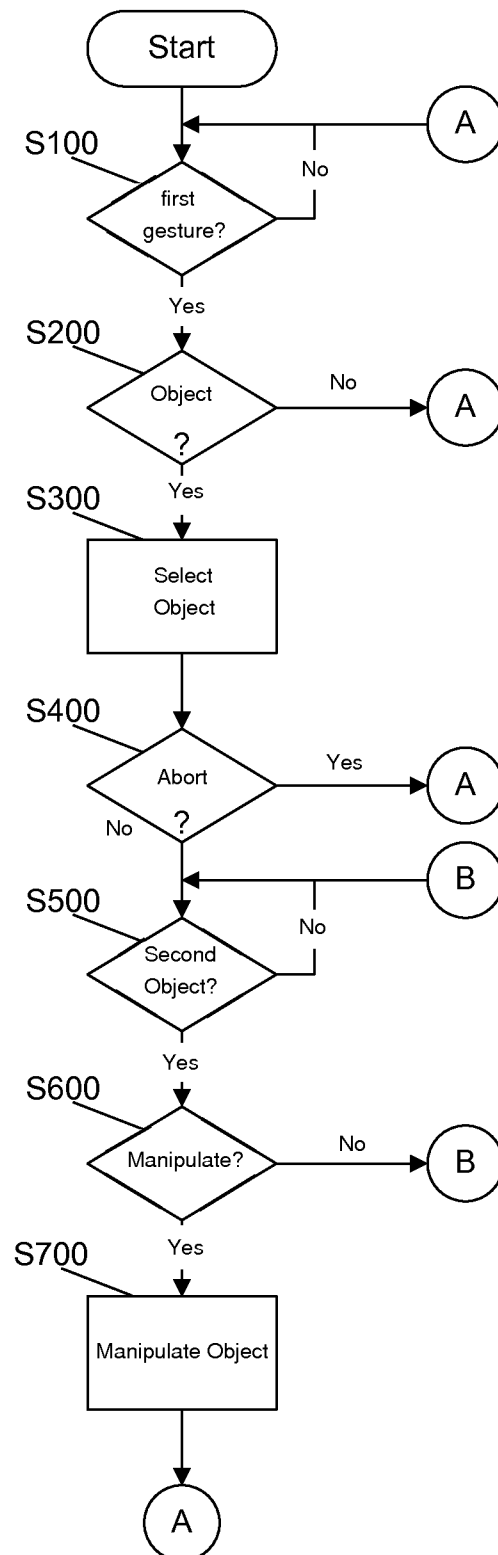 Start
A
S100
No
first
gesture?
Yes
S200
Object
?
No
A
Yes
S300
Select
Object
S400
Abort
?
Yes
A
No
B
S500
No
Second
Object?
Yes
S600
Manipulate?
No
B
Yes
S700
Manipulate Object
A